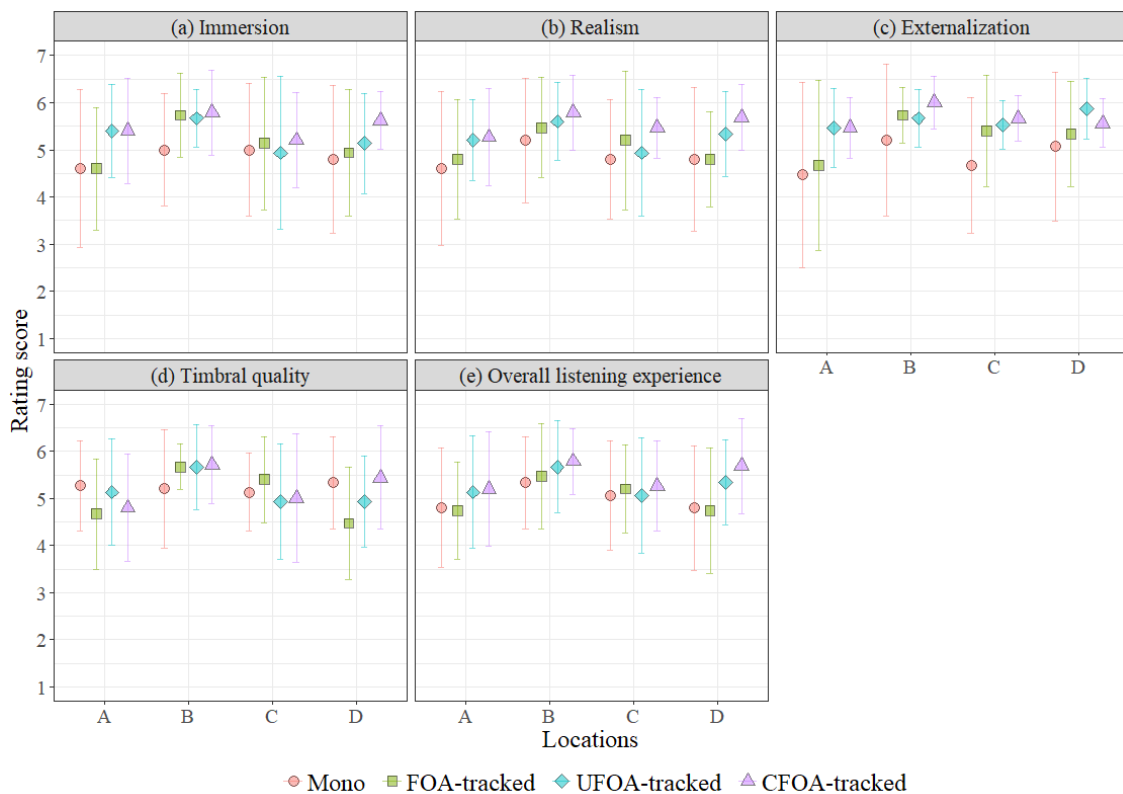 (a) Immersion
(b) Realism
(c) Externalization
7
6
5
4
3
2
1
A
B
C
D
(d) Timbral quality
(e) Overall listening experience
Rating score
7
6
5
4
3
2
1
A
B
C
D
A
B
C
D
Locations
Mono FOA-tracked UFOA-tracked CFOA-tracked